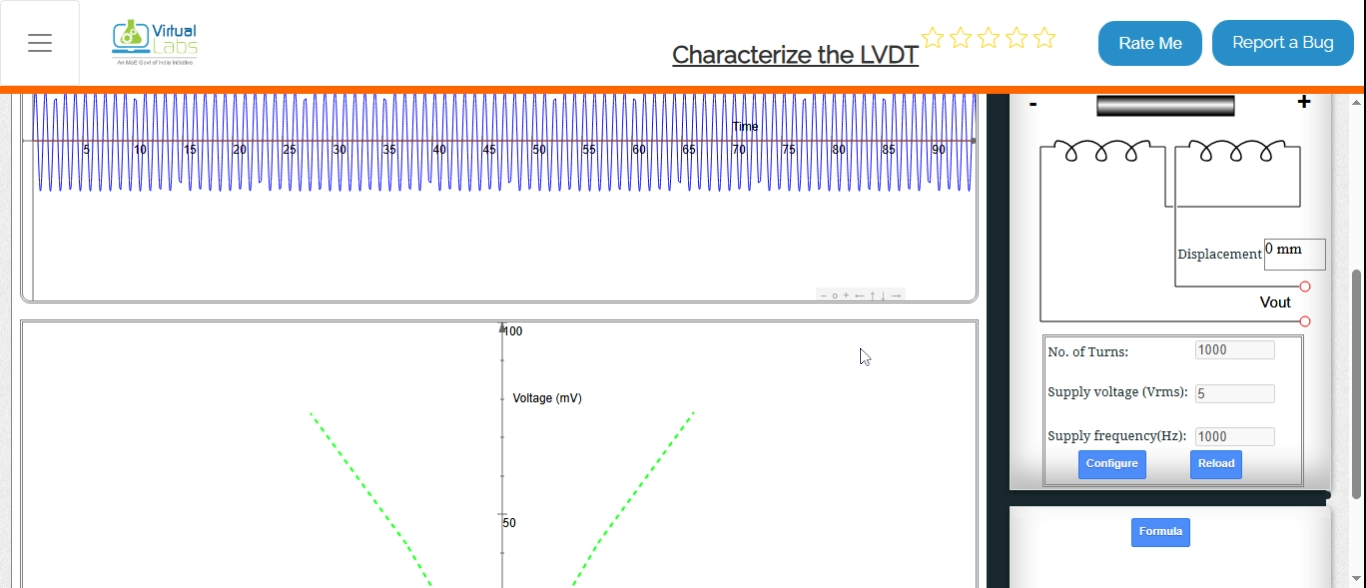 Virtual
Labs
An MoE Govt of India Initiative
Characterize the LVDT
Rate Me
Report a Bug
Time
5 10 15 20 25 30 35 40 45 50 55 60 65 70 75 80 85 90
- +
Displacement 0 mm
Vout
− o + ← ↑ ↓ →
100
Voltage (mV)
50
No. of Turns: 1000
Supply voltage (Vrms): 5
Supply frequency(Hz): 1000
Configure Reload
Formula